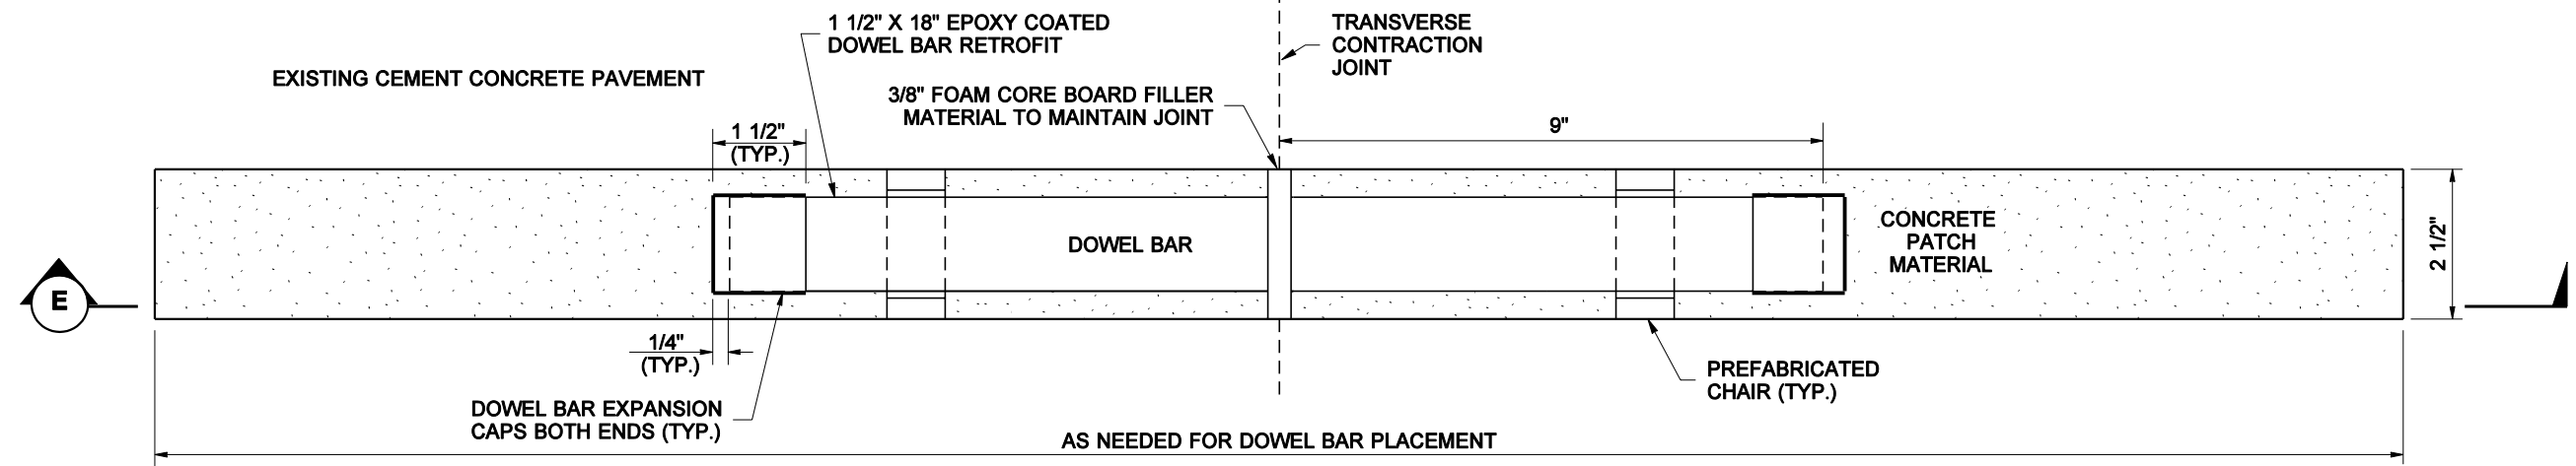 1 1/2" X 18" EPOXY COATED
DOWEL BAR RETROFIT
TRANSVERSE
CONTRACTION
JOINT
EXISTING CEMENT CONCRETE PAVEMENT
3/8" FOAM CORE BOARD FILLER
MATERIAL TO MAINTAIN JOINT
1 1/2"
(TYP.)
9"
DOWEL BAR
CONCRETE
PATCH
MATERIAL
2 1/2"
E
1/4"
(TYP.)
PREFABRICATED
CHAIR (TYP.)
DOWEL BAR EXPANSION
CAPS BOTH ENDS (TYP.)
AS NEEDED FOR DOWEL BAR PLACEMENT